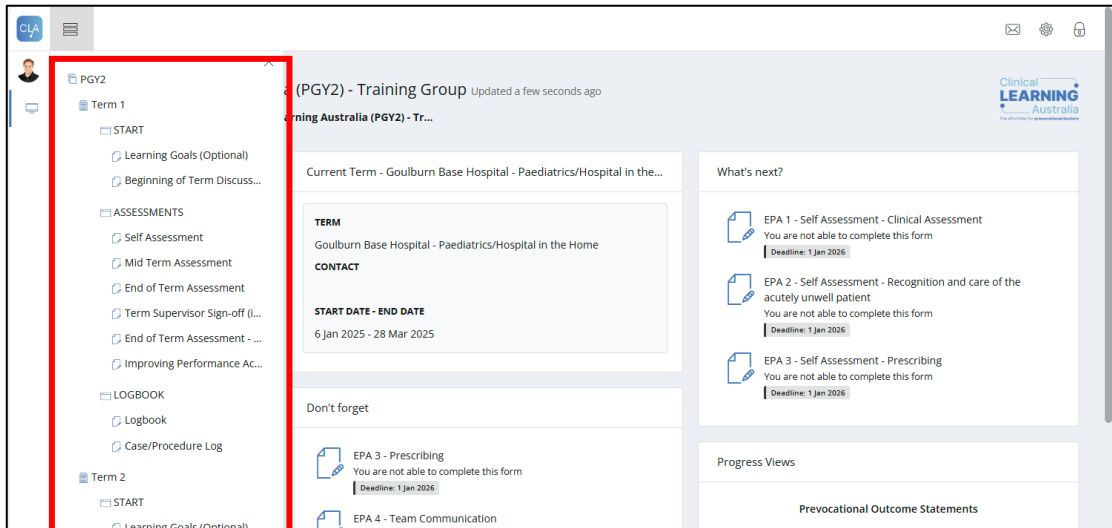 CLA
PGY2
Term 1
START
Learning Goals (Optional)
Beginning of Term Discuss...
ASSESSMENTS
Self Assessment
Mid Term Assessment
End of Term Assessment
Term Supervisor Sign-off (i...
End of Term Assessment - ...
Improving Performance Ac...
LOGBOOK
Logbook
Case/Procedure Log
Term 2
START
Learning Goals (Optional)
(PGY2) - Training Group Updated a few seconds ago
arning Australia (PGY2) - Tr...
Clinical
LEARNING
Australia
The ePortfolio for prevocational doctors
Current Term - Goulburn Base Hospital - Paediatrics/Hospital in the...
TERM
Goulburn Base Hospital - Paediatrics/Hospital in the Home
CONTACT
START DATE - END DATE
6 Jan 2025 - 28 Mar 2025
Don't forget
EPA 3 - Prescribing
You are not able to complete this form
Deadline: 1 Jan 2026
EPA 4 - Team Communication
What's next?
EPA 1 - Self Assessment - Clinical Assessment
You are not able to complete this form
Deadline: 1 Jan 2026
EPA 2 - Self Assessment - Recognition and care of the
acutely unwell patient
You are not able to complete this form
Deadline: 1 Jan 2026
EPA 3 - Self Assessment - Prescribing
You are not able to complete this form
Deadline: 1 Jan 2026
Progress Views
Prevocational Outcome Statements